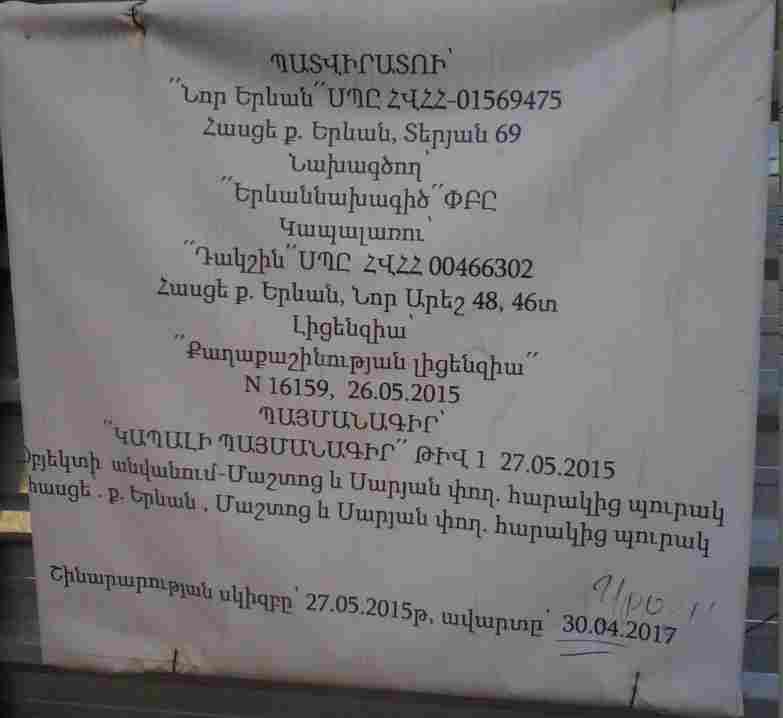 ՊԱՏՎԻՐԱՏՈՒ՝
՛՛Նոր Երևան՛՛ՍՊԸ ՀՎՀՀ-01569475
Հասցե ք. Երևան, Տերյան 69
Նախագծող՝
՛՛Երևաննախագիծ՛՛ՓԲԸ
Կապալառու՝
՛՛Դակշին՛՛ՍՊԸ ՀՎՀՀ 00466302
Հասցե ք. Երևան, Նոր Արեշ 48, 46տ
Լիցենզիա՝
՛՛Քաղաքաշինության լիցենզիա՛՛
N 16159, 26.05.2015
ՊԱՅՄԱՆԱԳԻՐ՝
՛՛ԿԱՊԱԼԻ ՊԱՅՄԱՆԱԳԻՐ՛՛ ԹԻՎ 1 27.05.2015
Օբյեկտի անվանում-Մաշտոց և Սարյան փող. հարակից պուրակ
հասցե . ք. Երևան , Մաշտոց և Սարյան փող. հարակից պուրակ
Շինարարության սկիզբը՝ 27.05.2015թ, ավարտը՝ 30.04.2017